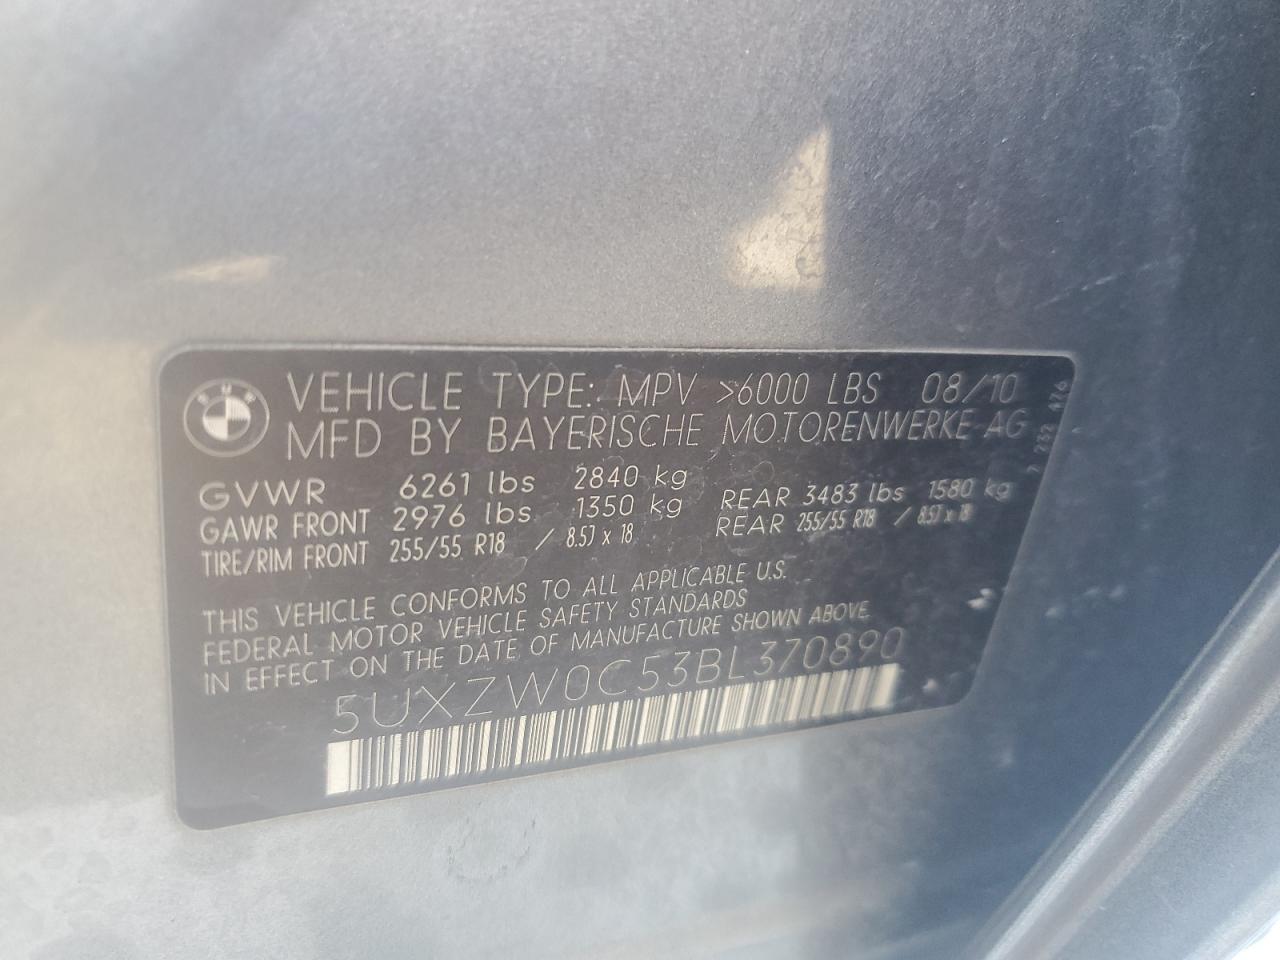 BMW
VEHICLE TYPE: MPV >6000 LBS 08/10
MFD BY BAYERISCHE MOTORENWERKE AG
GVWR 6261 lbs 2840 kg
GAWR FRONT 2976 lbs 1350 kg REAR 3483 lbs 1580 kg
TIRE/RIM FRONT 255/55 R18 / 8.5J x 18 REAR 255/55 R18 / 8.5J x 18
THIS VEHICLE CONFORMS TO ALL APPLICABLE U.S.
FEDERAL MOTOR VEHICLE SAFETY STANDARDS
IN EFFECT ON THE DATE OF MANUFACTURE SHOWN ABOVE
5UXZW0C53BL370890